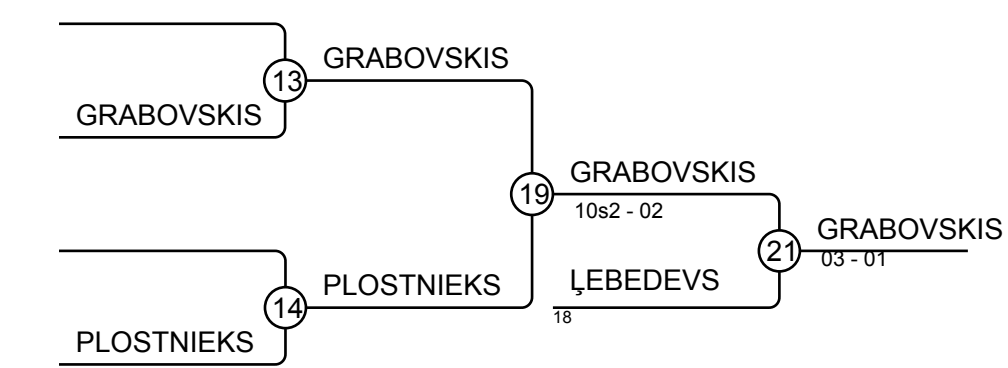 GRABOVSKIS
13
GRABOVSKIS
GRABOVSKIS
19
10s2 - 02
GRABOVSKIS
21
03 - 01
PLOSTNIEKS
ĻEBEDEVS
14
18
PLOSTNIEKS